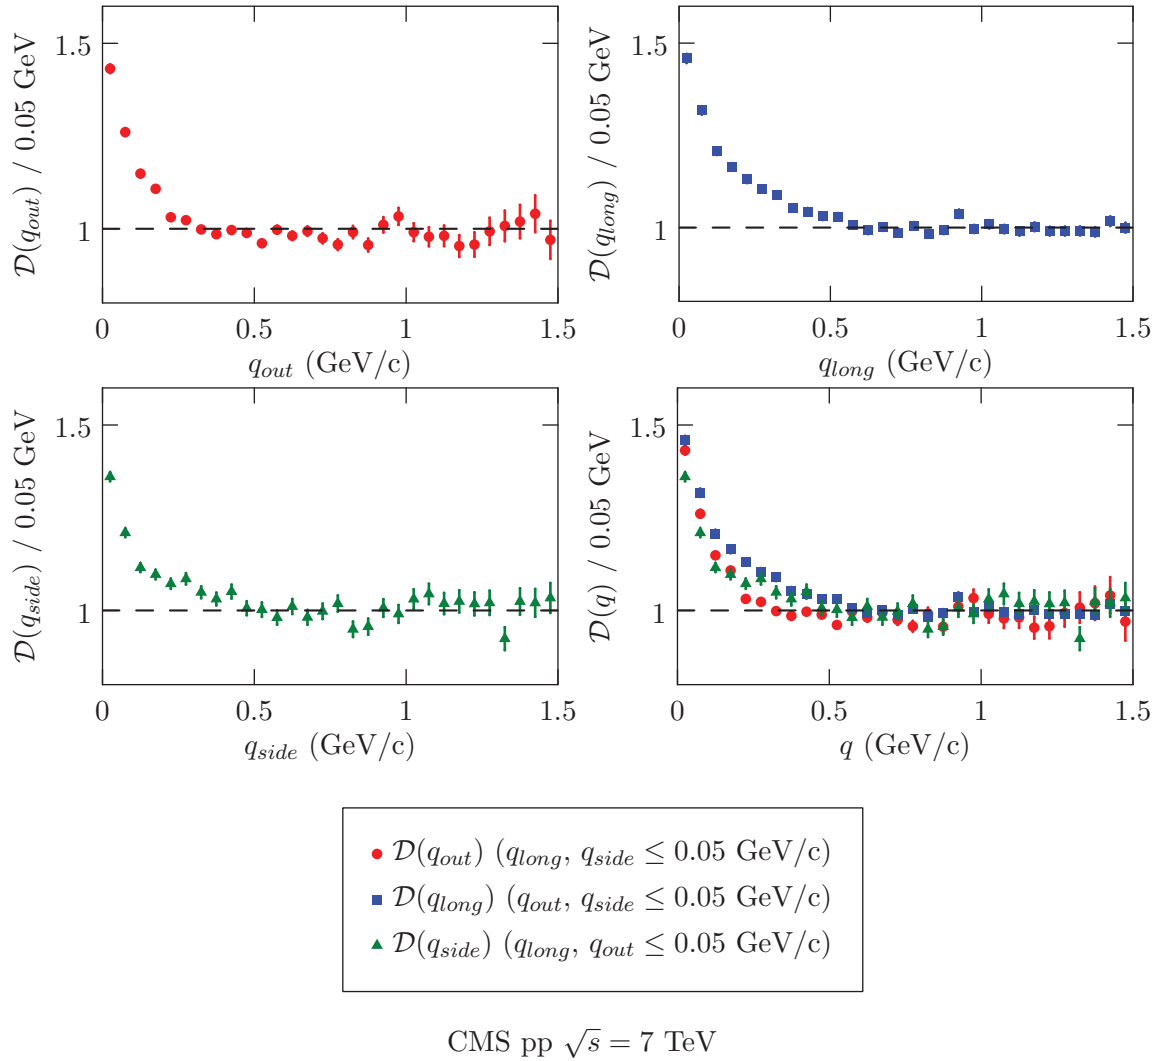 1.5
1
0 0.5 1 1.5
q_out (GeV/c)
𝒟(q_out) / 0.05 GeV
1.5
1
0 0.5 1 1.5
q_long (GeV/c)
𝒟(q_long) / 0.05 GeV
1.5
1
0 0.5 1 1.5
q_side (GeV/c)
𝒟(q_side) / 0.05 GeV
1.5
1
0 0.5 1 1.5
q (GeV/c)
𝒟(q) / 0.05 GeV
𝒟(q_out) (q_long, q_side ≤ 0.05 GeV/c)
𝒟(q_long) (q_out, q_side ≤ 0.05 GeV/c)
𝒟(q_side) (q_long, q_out ≤ 0.05 GeV/c)
CMS pp √s = 7 TeV